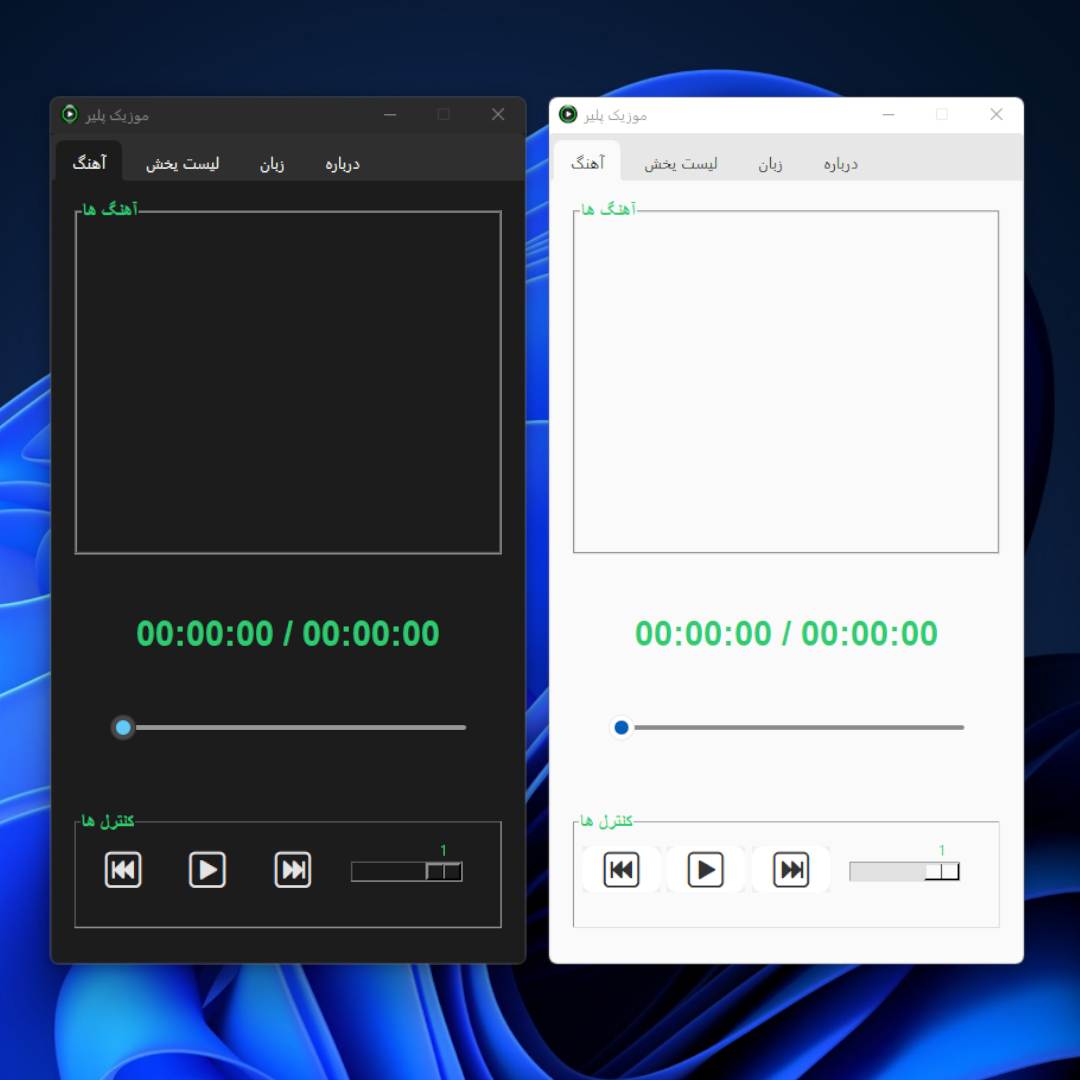 موزیک پلیر
آهنگ
لیست پخش
زبان
درباره
آهنگ ها
00:00:00 / 00:00:00
کنترل ها
1
موزیک پلیر
آهنگ
لیست پخش
زبان
درباره
آهنگ ها
00:00:00 / 00:00:00
کنترل ها
1